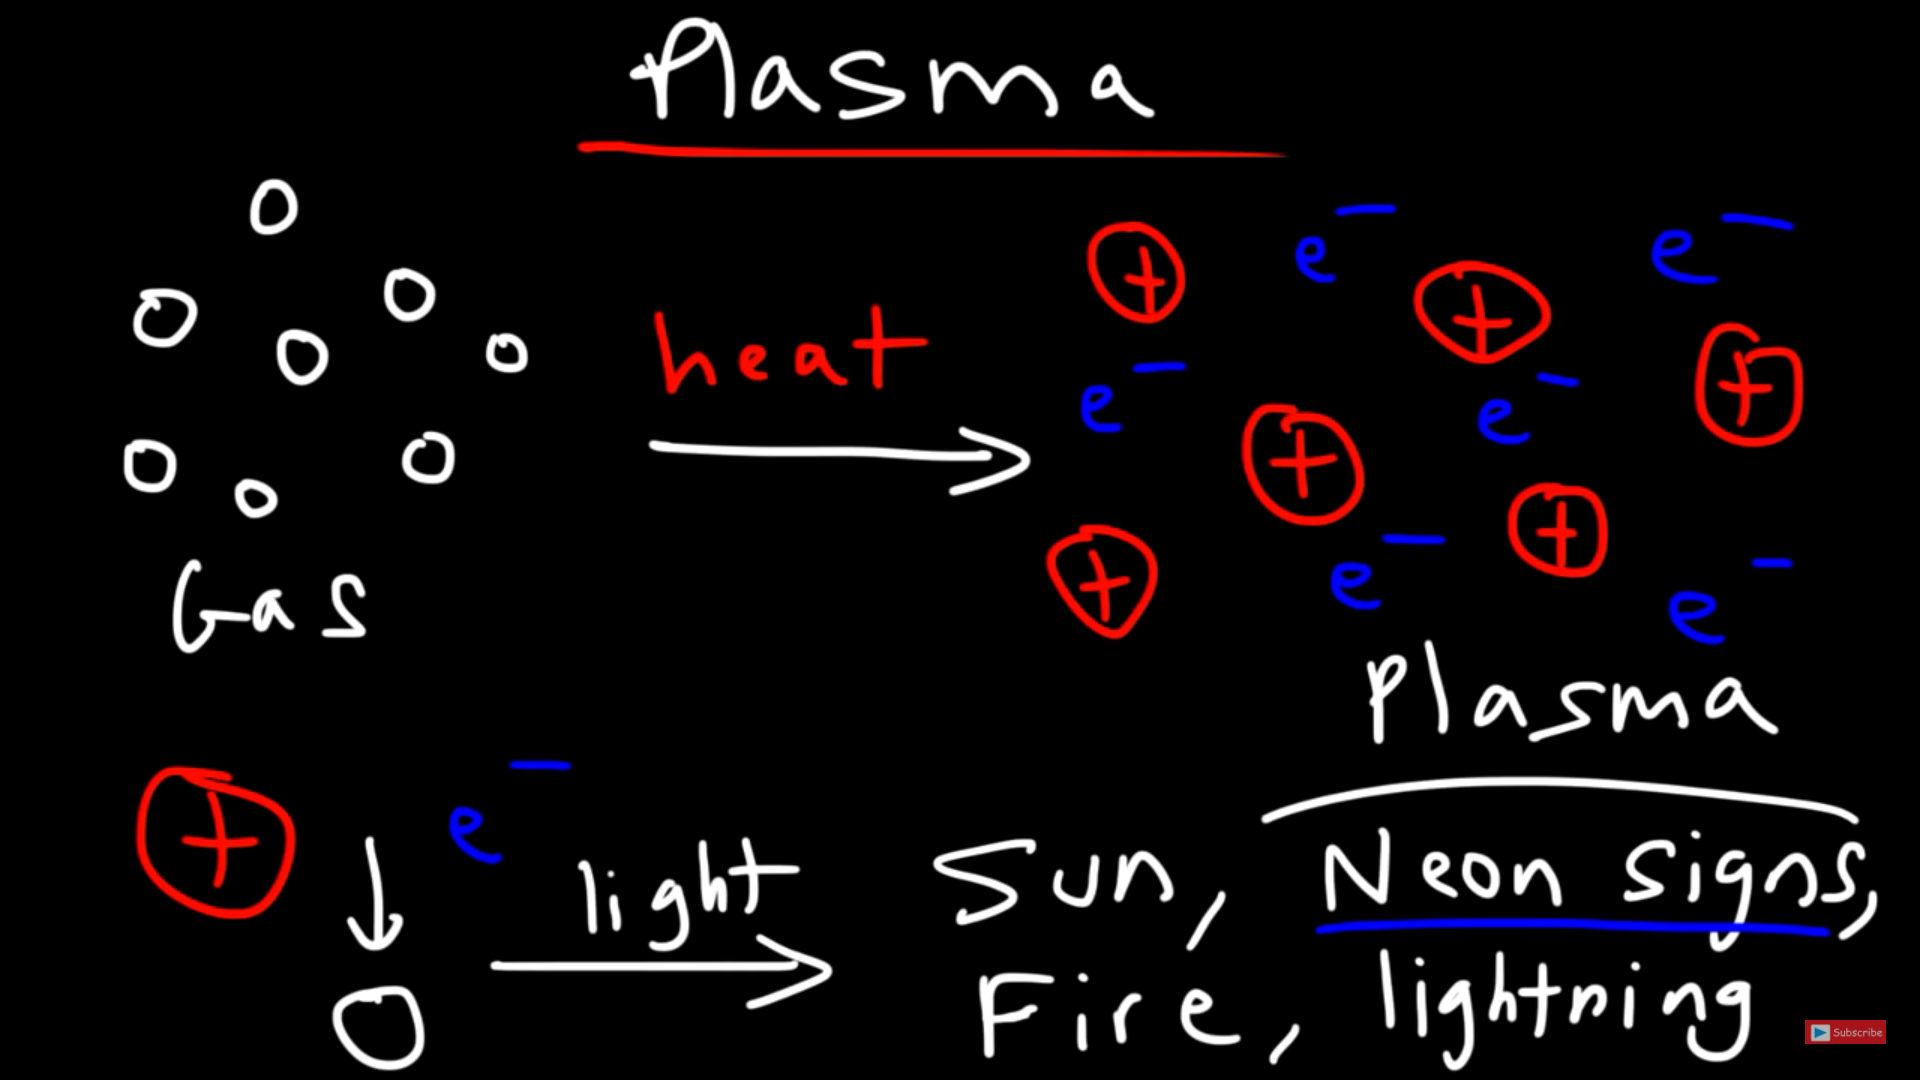 Plasma
e⁻ e⁻
+ + +
heat
e⁻ e⁻
+ +
+
e⁻ e⁻
Gas
Plasma
+ e⁻
light
Sun, Neon signs,
Fire, lightning
Subscribe